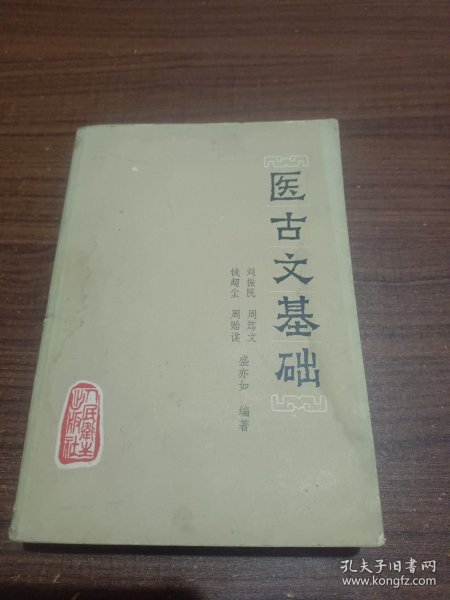 医古文基础
刘振民 周笃文
钱超尘 周贻谋
盛亦如 编著
人民卫生
出版社
孔夫子旧书网
www.kongfz.com